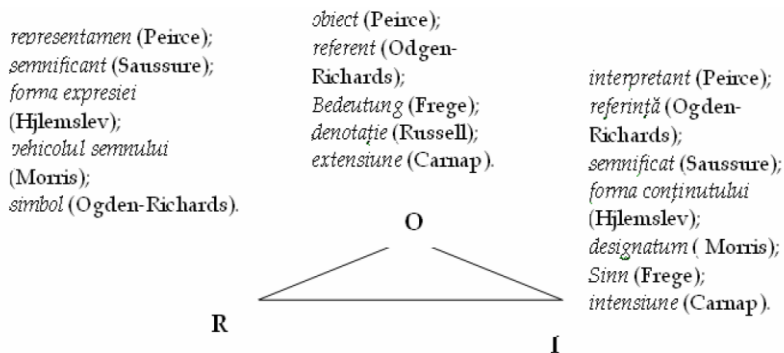 representamen (Peirce);
semnificant (Saussure);
forma expresiei
(Hjlemslev);
vehicolul semnului
(Morris);
simbol (Ogden-Richards).
obiect (Peirce);
referent (Odgen-
Richards);
Bedeutung (Frege);
denotaţie (Russell);
extensiune (Carnap).
interpretant (Peirce);
referinţă (Ogden-
Richards);
semnificat (Saussure);
forma conţinutului
(Hjlemslev);
designatum ( Morris);
Sinn (Frege);
intensiune (Carnap).
O
R
I